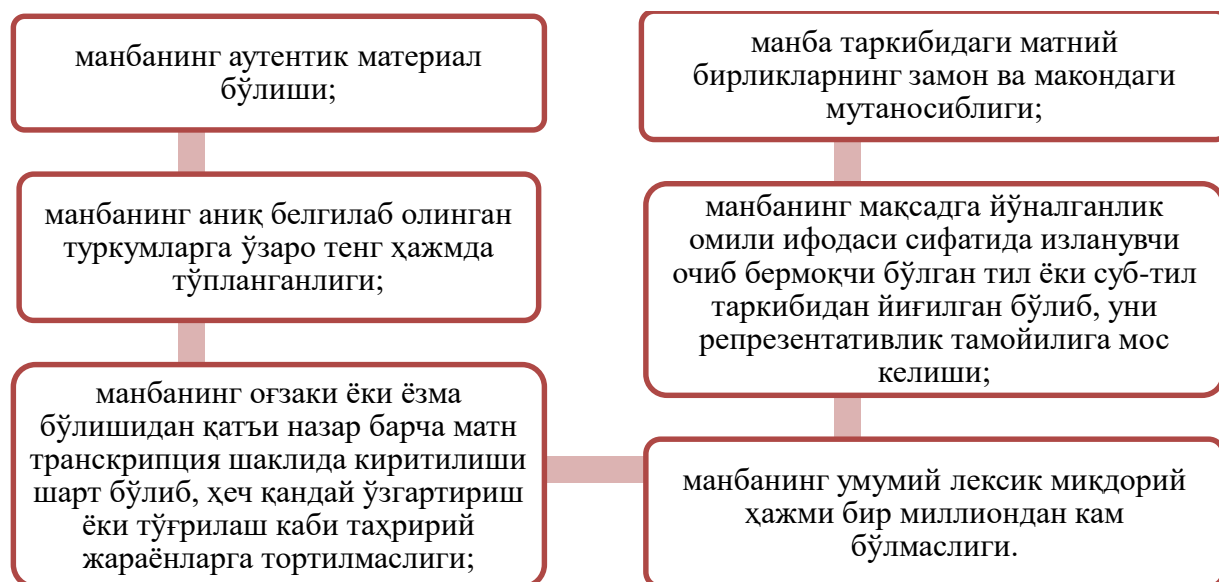 манбанинг аутентик материал
бўлиши;
манбанинг аниқ белгилаб олинган
туркумларга ўзаро тенг ҳажмда
тўпланганлиги;
манбанинг оғзаки ёки ёзма
бўлишидан қатъи назар барча матн
транскрипция шаклида киритилиши
шарт бўлиб, ҳеч қандай ўзгартириш
ёки тўғрилаш каби таҳририй
жараёнларга тортилмаслиги;
манба таркибидаги матний
бирликларнинг замон ва макондаги
мутаносиблиги;
манбанинг мақсадга йўналганлик
омили ифодаси сифатида изланувчи
очиб бермоқчи бўлган тил ёки суб-тил
таркибидан йиғилган бўлиб, уни
репрезентативлик тамойилига мос
келиши;
манбанинг умумий лексик миқдорий
ҳажми бир миллиондан кам
бўлмаслиги.